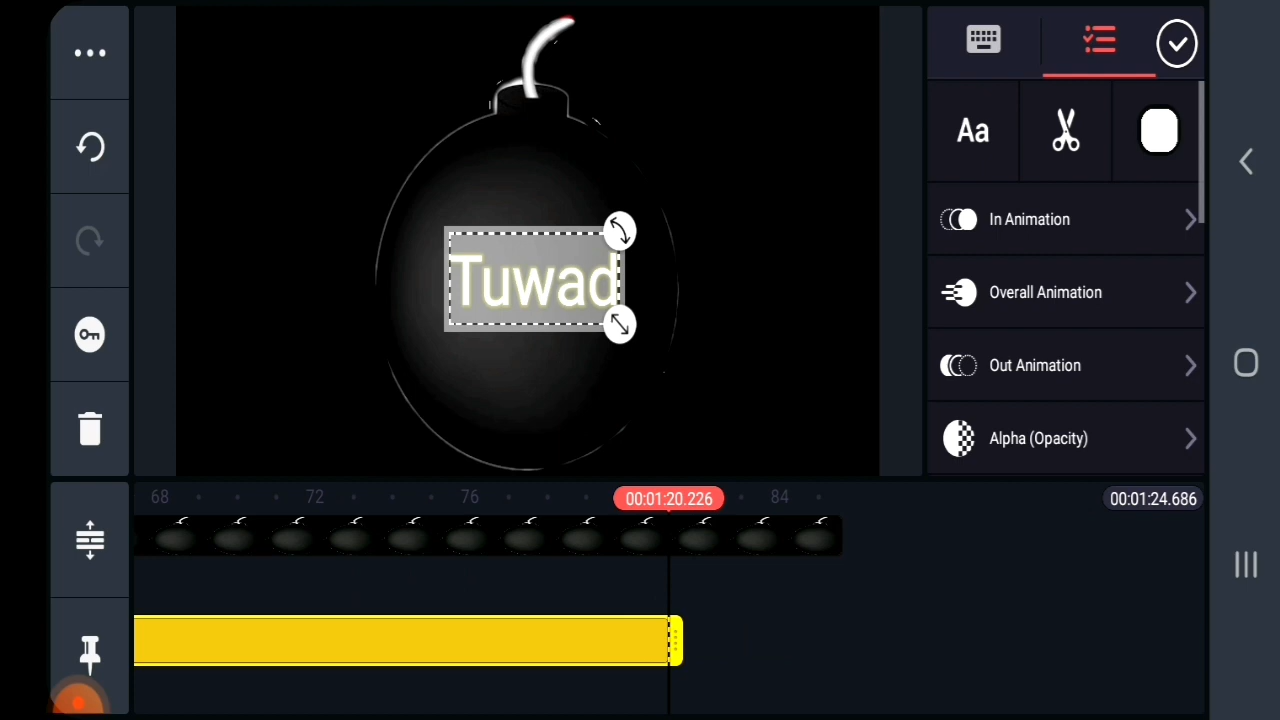 Tuwad
Aa
In Animation
Overall Animation
Out Animation
Alpha (Opacity)
68
72
76
00:01:20.226
84
00:01:24.686